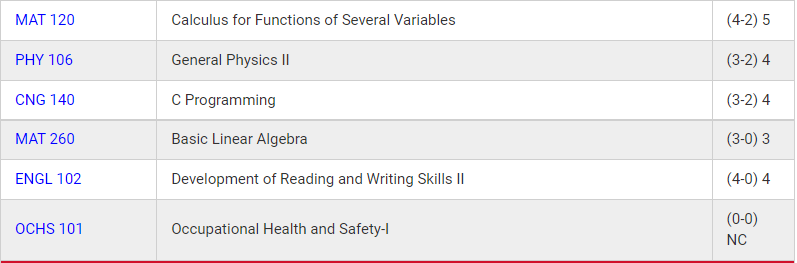 MAT 120 Calculus for Functions of Several Variables (4-2) 5
PHY 106 General Physics II (3-2) 4
CNG 140 C Programming (3-2) 4
MAT 260 Basic Linear Algebra (3-0) 3
ENGL 102 Development of Reading and Writing Skills II (4-0) 4
OCHS 101 Occupational Health and Safety-I (0-0)
NC